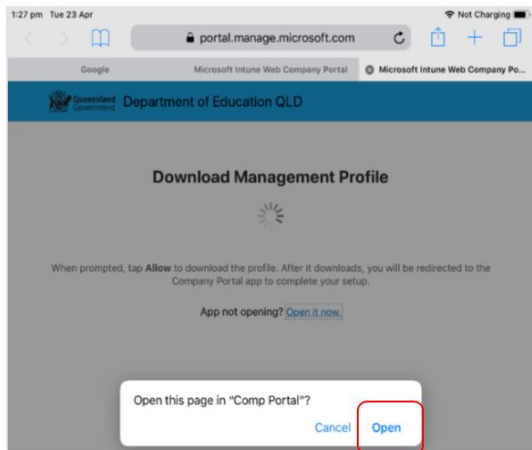 1:27 pm Tue 23 Apr Not Charging
portal.manage.microsoft.com
Google Microsoft Intune Web Company Portal Microsoft Intune Web Company Po...
Queensland Government Department of Education QLD
Download Management Profile
When prompted, tap Allow to download the profile. After it downloads, you will be redirected to the
Company Portal app to complete your setup.
App not opening? Open it now.
Open this page in “Comp Portal”?
Cancel Open